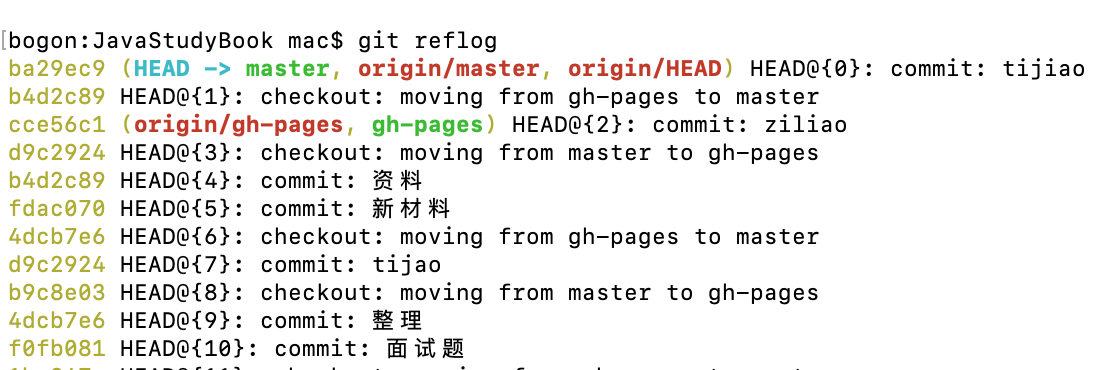 [bogon:JavaStudyBook mac$ git reflog
ba29ec9 (HEAD -> master, origin/master, origin/HEAD) HEAD@{0}: commit: tijiao
b4d2c89 HEAD@{1}: checkout: moving from gh-pages to master
cce56c1 (origin/gh-pages, gh-pages) HEAD@{2}: commit: ziliao
d9c2924 HEAD@{3}: checkout: moving from master to gh-pages
b4d2c89 HEAD@{4}: commit: 资料
fdac070 HEAD@{5}: commit: 新材料
4dcb7e6 HEAD@{6}: checkout: moving from gh-pages to master
d9c2924 HEAD@{7}: commit: tijao
b9c8e03 HEAD@{8}: checkout: moving from master to gh-pages
4dcb7e6 HEAD@{9}: commit: 整理
f0fb081 HEAD@{10}: commit: 面试题